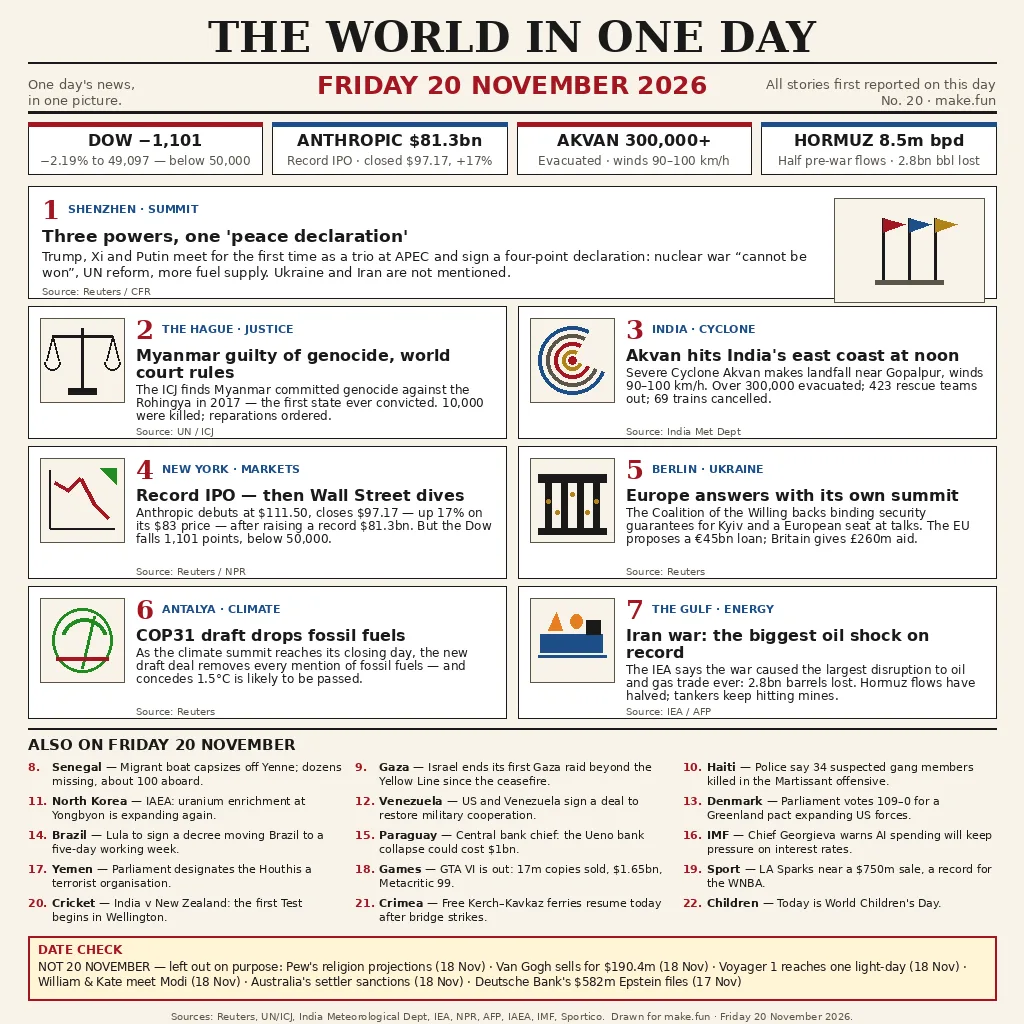 THE WORLD IN ONE DAY
One day's news,
in one picture.
FRIDAY 20 NOVEMBER 2026
All stories first reported on this day
No. 20 · make.fun
DOW −1,101
−2.19% to 49,097 — below 50,000
ANTHROPIC $81.3bn
Record IPO · closed $97.17, +17%
AKVAN 300,000+
Evacuated · winds 90–100 km/h
HORMUZ 8.5m bpd
Half pre-war flows · 2.8bn bbl lost
1 SHENZHEN · SUMMIT
Three powers, one 'peace declaration'
Trump, Xi and Putin meet for the first time as a trio at APEC and sign a four-point declaration: nuclear war “cannot be
won”, UN reform, more fuel supply. Ukraine and Iran are not mentioned.
Source: Reuters / CFR
2 THE HAGUE · JUSTICE
Myanmar guilty of genocide, world
court rules
The ICJ finds Myanmar committed genocide against the
Rohingya in 2017 — the first state ever convicted. 10,000
were killed; reparations ordered.
Source: UN / ICJ
3 INDIA · CYCLONE
Akvan hits India's east coast at noon
Severe Cyclone Akvan makes landfall near Gopalpur, winds
90–100 km/h. Over 300,000 evacuated; 423 rescue teams
out; 69 trains cancelled.
Source: India Met Dept
4 NEW YORK · MARKETS
Record IPO — then Wall Street dives
Anthropic debuts at $111.50, closes $97.17 — up 17% on
its $83 price — after raising a record $81.3bn. But the Dow
falls 1,101 points, below 50,000.
Source: Reuters / NPR
5 BERLIN · UKRAINE
Europe answers with its own summit
The Coalition of the Willing backs binding security
guarantees for Kyiv and a European seat at talks. The EU
proposes a €45bn loan; Britain gives £260m aid.
Source: Reuters
6 ANTALYA · CLIMATE
COP31 draft drops fossil fuels
As the climate summit reaches its closing day, the new
draft deal removes every mention of fossil fuels — and
concedes 1.5°C is likely to be passed.
Source: Reuters
7 THE GULF · ENERGY
Iran war: the biggest oil shock on
record
The IEA says the war caused the largest disruption to oil
and gas trade ever: 2.8bn barrels lost. Hormuz flows have
halved; tankers keep hitting mines.
Source: IEA / AFP
ALSO ON FRIDAY 20 NOVEMBER
8. Senegal — Migrant boat capsizes off Yenne; dozens
missing, about 100 aboard.
9. Gaza — Israel ends its first Gaza raid beyond the
Yellow Line since the ceasefire.
10. Haiti — Police say 34 suspected gang members
killed in the Martissant offensive.
11. North Korea — IAEA: uranium enrichment at
Yongbyon is expanding again.
12. Venezuela — US and Venezuela sign a deal to
restore military cooperation.
13. Denmark — Parliament votes 109–0 for a
Greenland pact expanding US forces.
14. Brazil — Lula to sign a decree moving Brazil to a
five-day working week.
15. Paraguay — Central bank chief: the Ueno bank
collapse could cost $1bn.
16. IMF — Chief Georgieva warns AI spending will keep
pressure on interest rates.
17. Yemen — Parliament designates the Houthis a
terrorist organisation.
18. Games — GTA VI is out: 17m copies sold, $1.65bn,
Metacritic 99.
19. Sport — LA Sparks near a $750m sale, a record for
the WNBA.
20. Cricket — India v New Zealand: the first Test
begins in Wellington.
21. Crimea — Free Kerch–Kavkaz ferries resume today
after bridge strikes.
22. Children — Today is World Children's Day.
DATE CHECK
NOT 20 NOVEMBER — left out on purpose: Pew's religion projections (18 Nov) · Van Gogh sells for $190.4m (18 Nov) · Voyager 1 reaches one light-day (18 Nov) ·
William & Kate meet Modi (18 Nov) · Australia's settler sanctions (18 Nov) · Deutsche Bank's $582m Epstein files (17 Nov)
Sources: Reuters, UN/ICJ, India Meteorological Dept, IEA, NPR, AFP, IAEA, IMF, Sportico. Drawn for make.fun · Friday 20 November 2026.